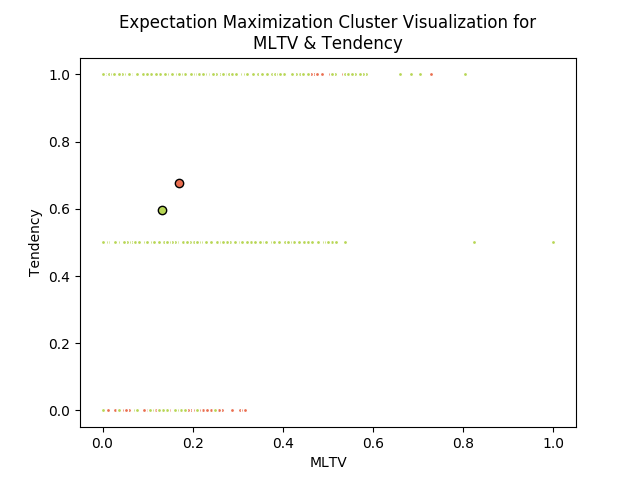 Expectation Maximization Cluster Visualization for
MLTV & Tendency
1.0
0.8
0.6
0.4
0.2
0.0
Tendency
0.0 0.2 0.4 0.6 0.8 1.0
MLTV